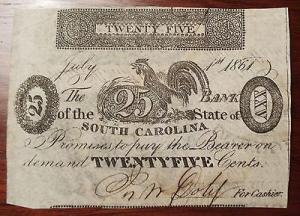 TWENTY FIVE
July 1st 1861
25 The 25 BANK XXV
of the State of
SOUTH CAROLINA
Promises to pay the Bearer on
demand TWENTYFIVE Cents.
For Cashier.